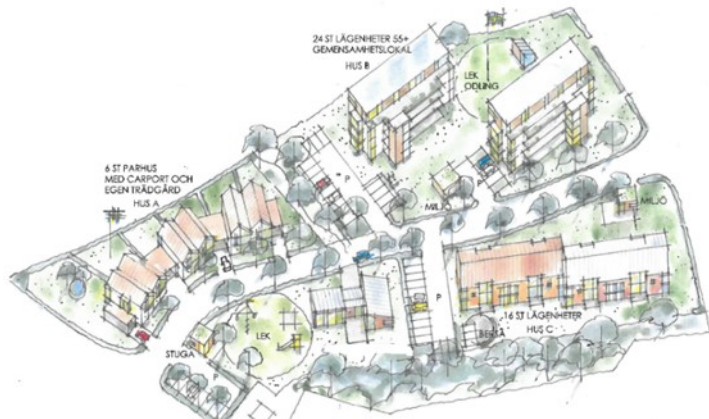 24 ST LÄGENHETER 55+
GEMENSAMHETSLOKAL
HUS B
LEK
ODLING
6 ST PARHUS
MED CARPORT OCH
EGEN TRÄDGÅRD
HUS A
P
P
MILJÖ
MILJÖ
P
16 ST LÄGENHETER
HUS C
LEK
STUGA
P